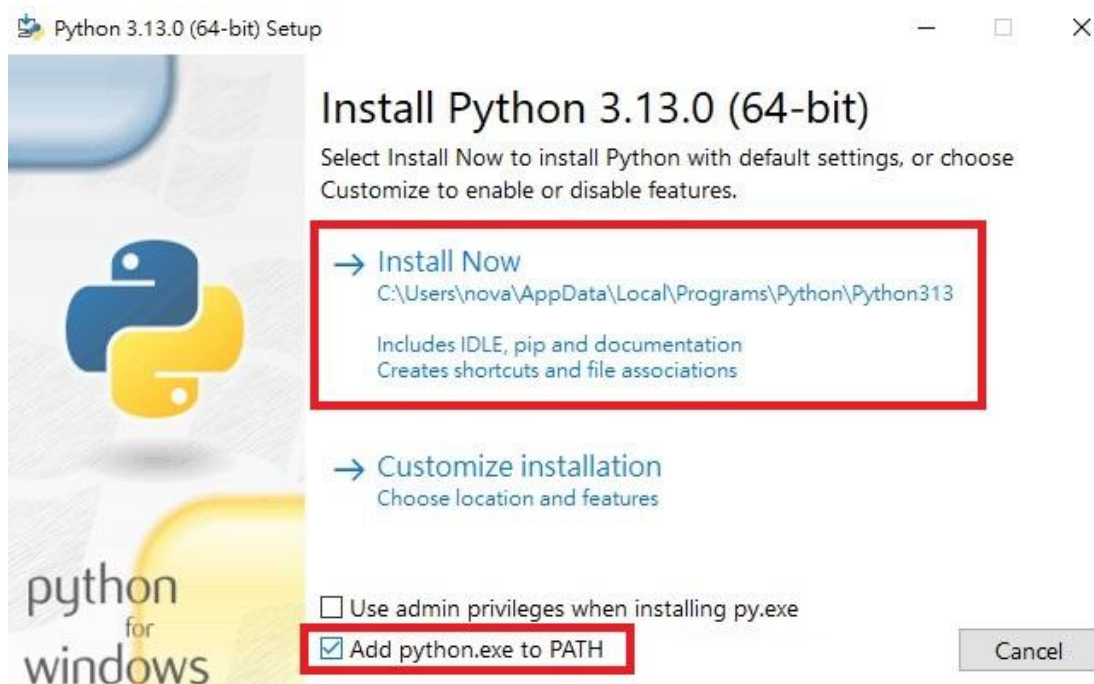 Python 3.13.0 (64-bit) Setup
Install Python 3.13.0 (64-bit)
Select Install Now to install Python with default settings, or choose
Customize to enable or disable features.
→ Install Now
C:\Users\nova\AppData\Local\Programs\Python\Python313
Includes IDLE, pip and documentation
Creates shortcuts and file associations
→ Customize installation
Choose location and features
python
for
windows
Use admin privileges when installing py.exe
Add python.exe to PATH
Cancel